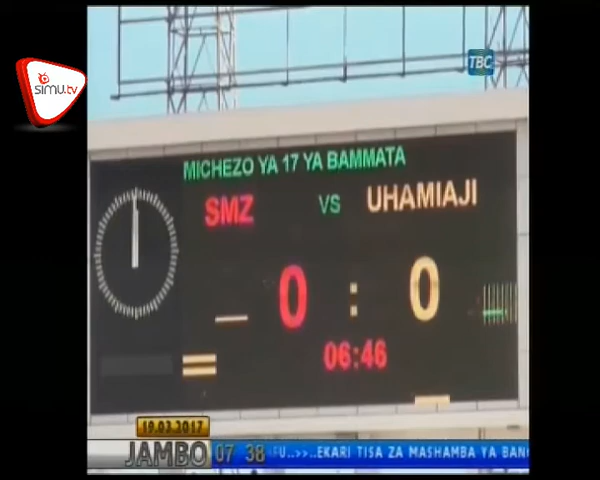 TBC
SIMU.tv
MICHEZO YA 17 YA BAMMATA
SMZ VS UHAMIAJI
0 : 0
06:46
19.03.2017
JAMBO 07 38 AFU..>>..EKARI TISA ZA MASHAMBA YA BAN